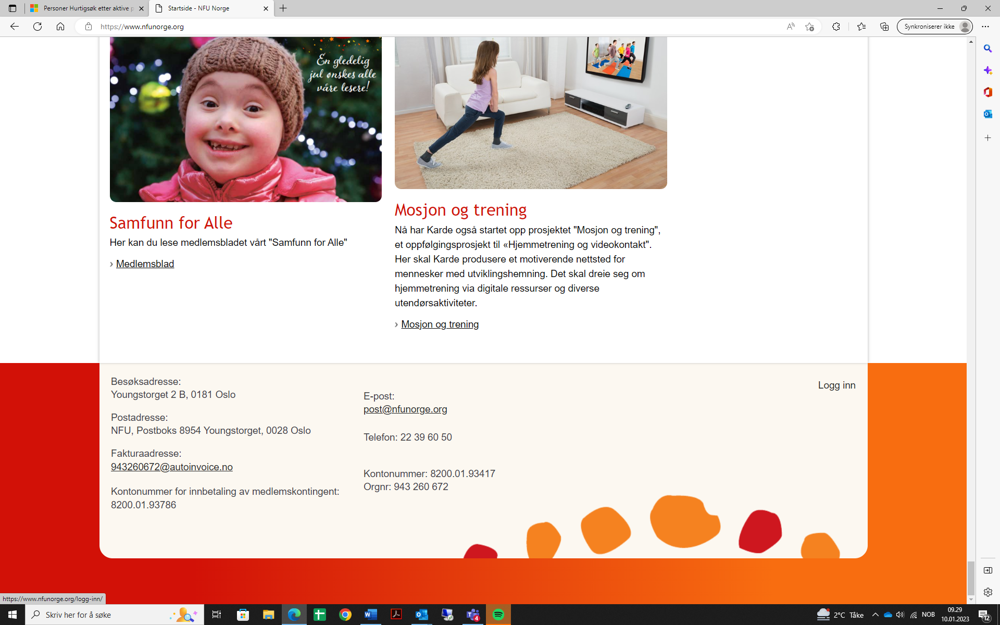 Personer Hurtigsøk etter aktive p
Startside - NFU Norge
https://www.nfunorge.org
Synkroniserer ikke
En gledelig
jul ønskes alle
våre lesere!
Samfunn for Alle
Her kan du lese medlemsbladet vårt "Samfunn for Alle"
› Medlemsblad
Mosjon og trening
Nå har Karde også startet opp prosjektet "Mosjon og trening",
et oppfølgingsprosjekt til «Hjemmetrening og videokontakt".
Her skal Karde produsere et motiverende nettsted for
mennesker med utviklingshemning. Det skal dreie seg om
hjemmetrening via digitale ressurser og diverse
utendørsaktiviteter.
› Mosjon og trening
Besøksadresse:
Youngstorget 2 B, 0181 Oslo
Postadresse:
NFU, Postboks 8954 Youngstorget, 0028 Oslo
Fakturaadresse:
943260672@autoinvoice.no
Kontonummer for innbetaling av medlemskontingent:
8200.01.93786
E-post:
post@nfunorge.org
Telefon: 22 39 60 50
Kontonummer: 8200.01.93417
Orgnr: 943 260 672
Logg inn
https://www.nfunorge.org/logg-inn/
Skriv her for å søke
4
2°C Tåke
NOB
09.29
10.01.2023
12